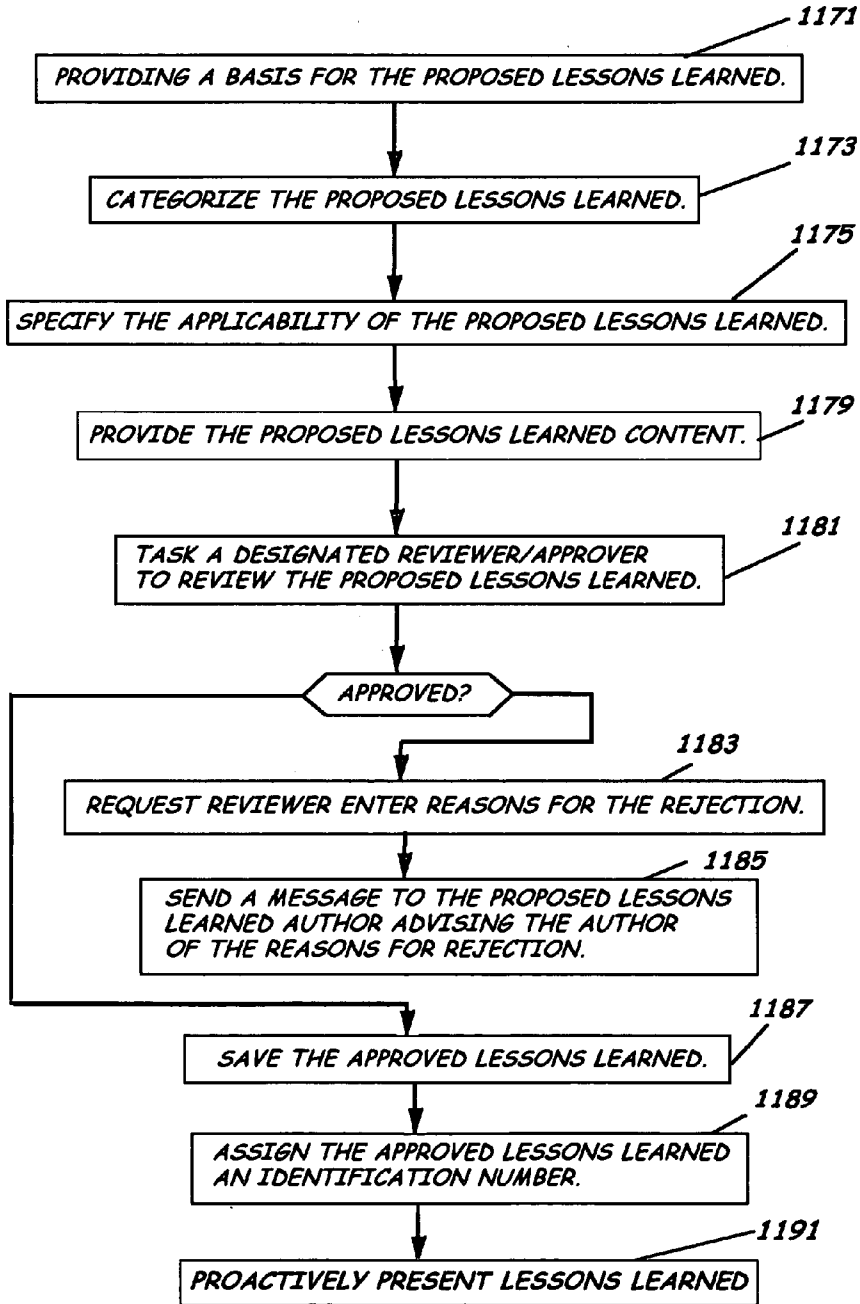 1171
PROVIDING A BASIS FOR THE PROPOSED LESSONS LEARNED.
1173
CATEGORIZE THE PROPOSED LESSONS LEARNED.
1175
SPECIFY THE APPLICABILITY OF THE PROPOSED LESSONS LEARNED.
1179
PROVIDE THE PROPOSED LESSONS LEARNED CONTENT.
1181
TASK A DESIGNATED REVIEWER/APPROVER
TO REVIEW THE PROPOSED LESSONS LEARNED.
APPROVED?
1183
REQUEST REVIEWER ENTER REASONS FOR THE REJECTION.
1185
SEND A MESSAGE TO THE PROPOSED LESSONS
LEARNED AUTHOR ADVISING THE AUTHOR
OF THE REASONS FOR REJECTION.
1187
SAVE THE APPROVED LESSONS LEARNED.
1189
ASSIGN THE APPROVED LESSONS LEARNED
AN IDENTIFICATION NUMBER.
1191
PROACTIVELY PRESENT LESSONS LEARNED